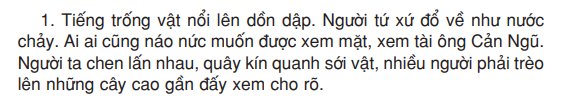 1. Tiếng trống vật nổi lên dồn dập. Người tứ xứ đổ về như nước
chảy. Ai ai cũng náo nức muốn được xem mặt, xem tài ông Cản Ngũ.
Người ta chen lấn nhau, quây kín quanh sới vật, nhiều người phải trèo
lên những cây cao gần đấy xem cho rõ.